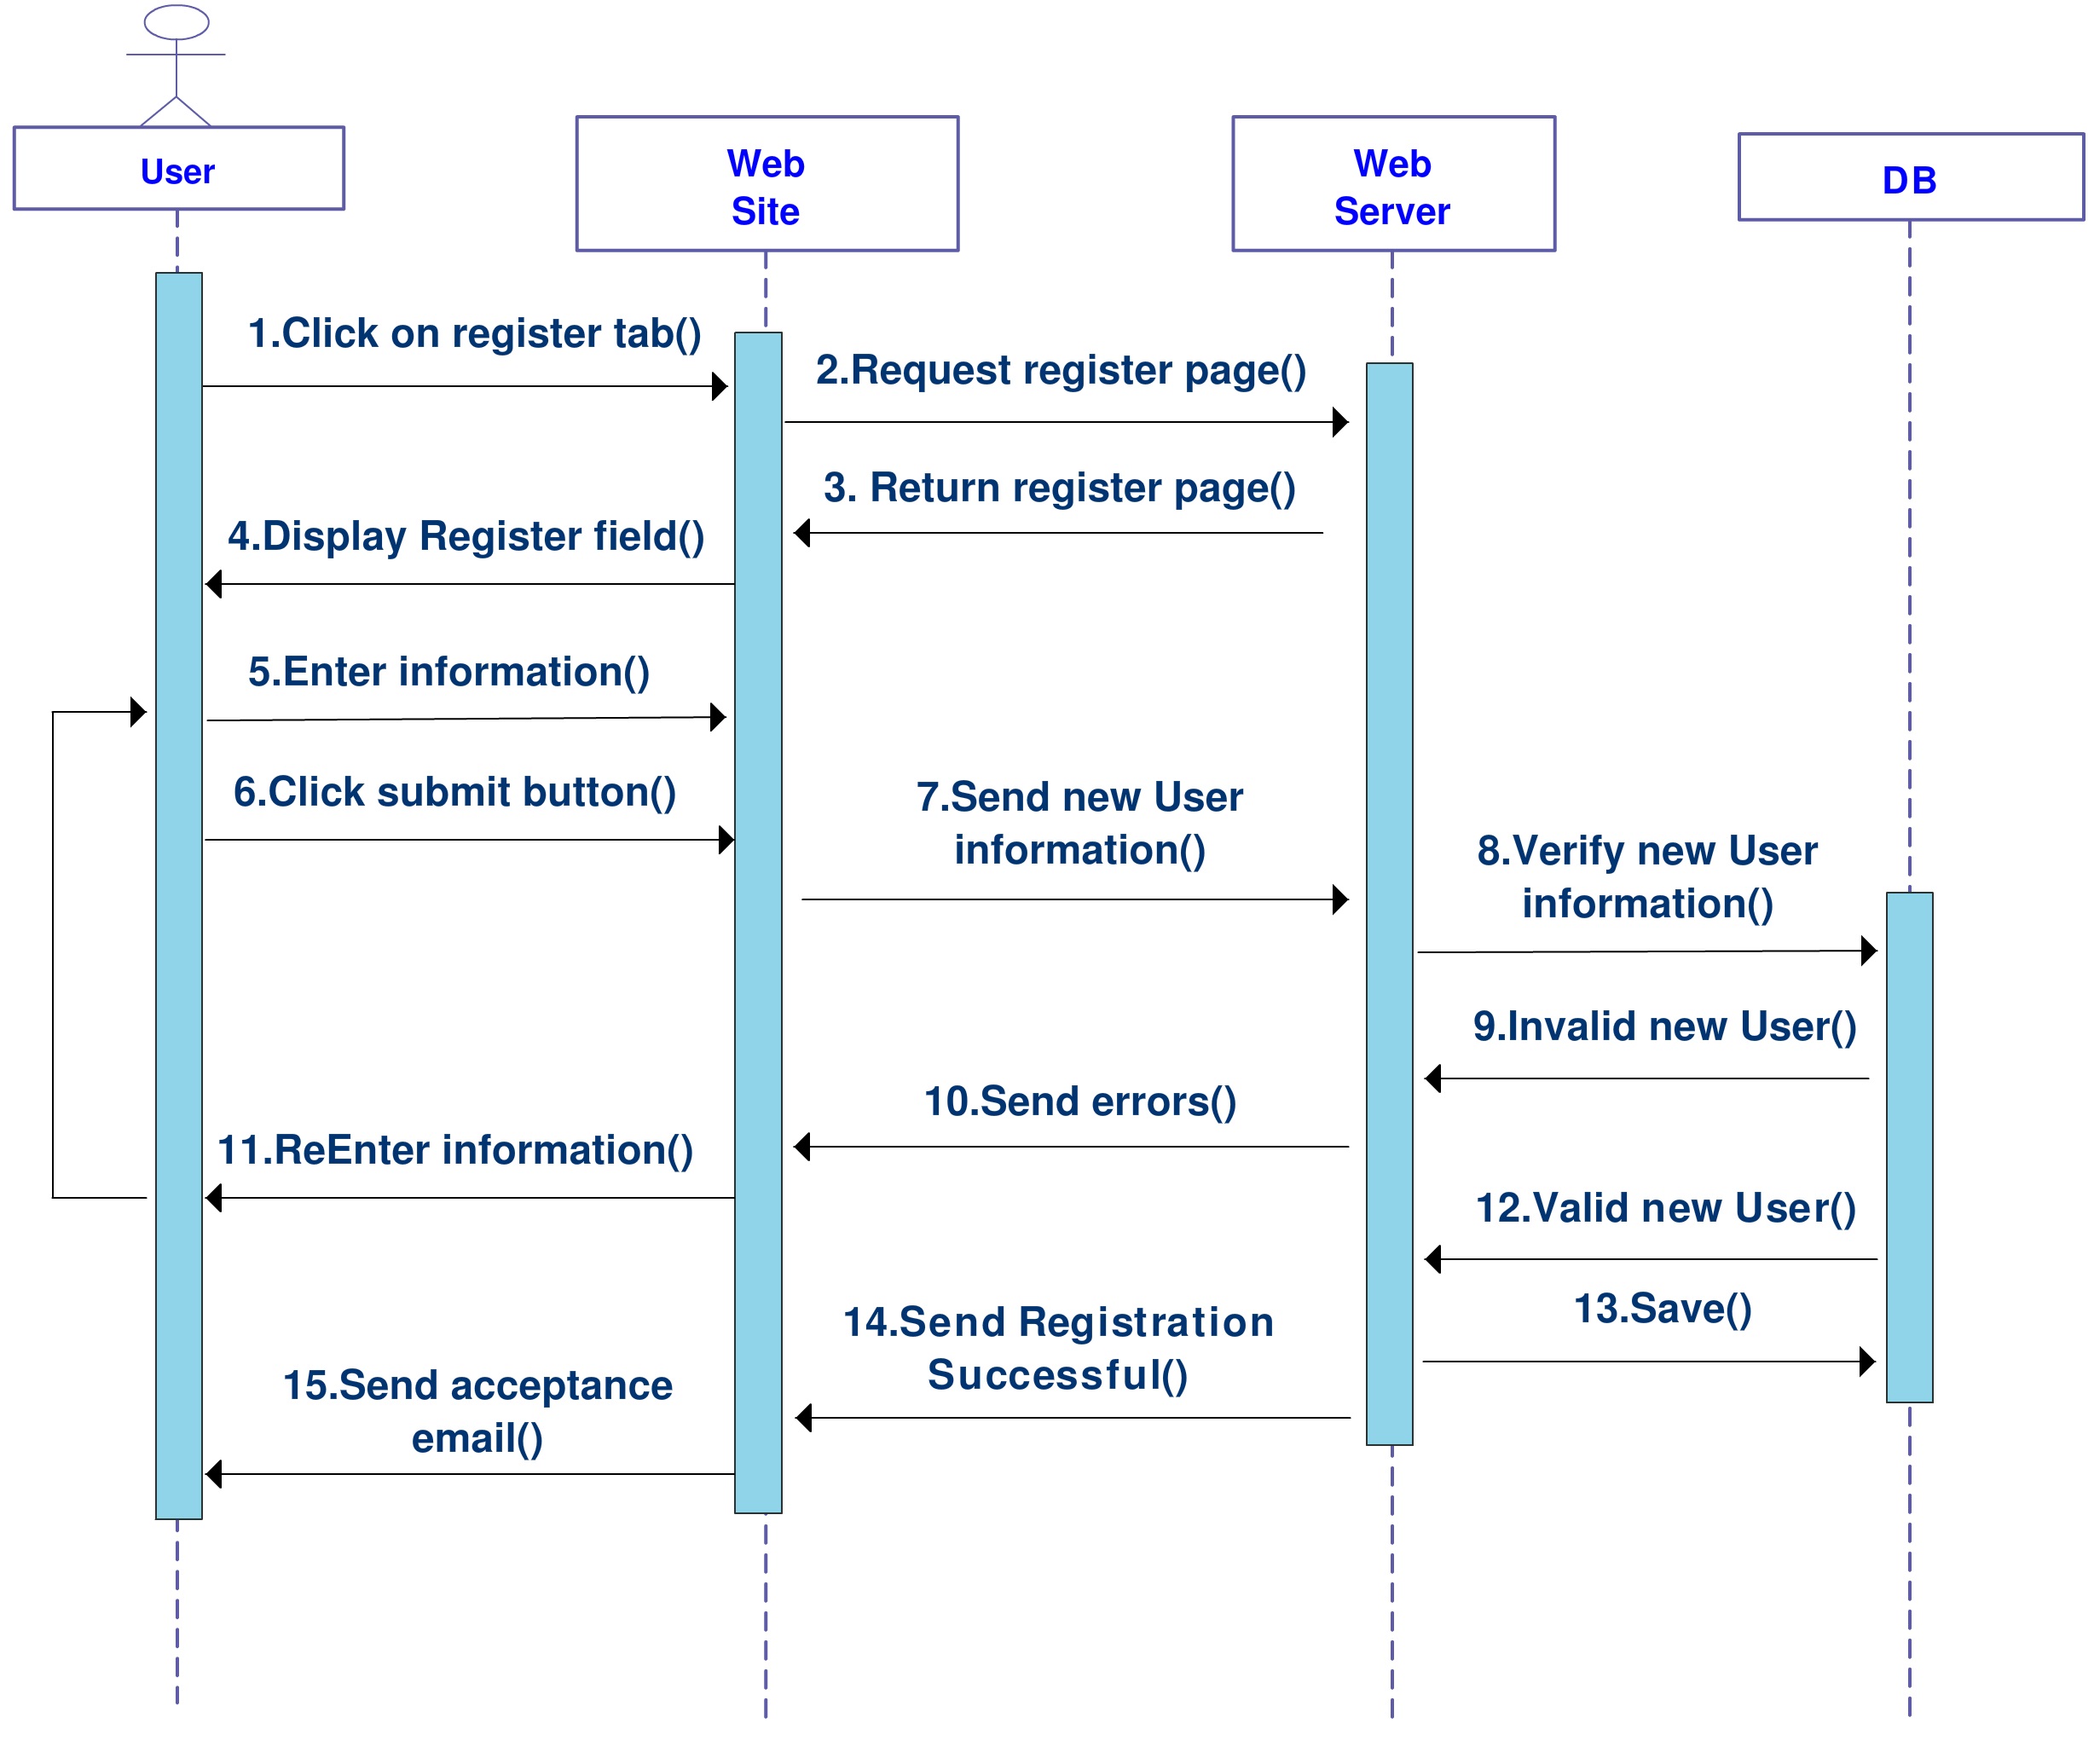 User
Web
Site
Web
Server
DB
1.Click on register tab()
2.Request register page()
3. Return register page()
4.Display Register field()
5.Enter information()
6.Click submit button()
7.Send new User
information()
8.Verify new User
information()
9.Invalid new User()
10.Send errors()
11.ReEnter information()
12.Valid new User()
13.Save()
14.Send Registration
Successful()
15.Send acceptance
email()